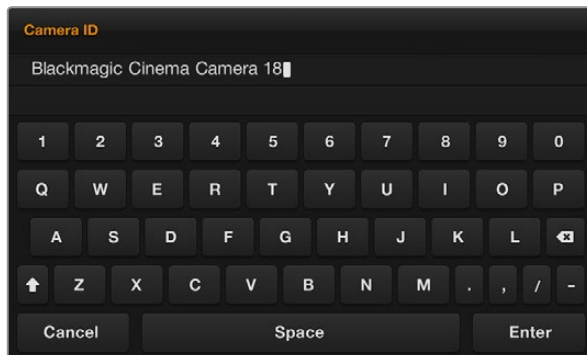 Camera ID
Blackmagic Cinema Camera 18
1 2 3 4 5 6 7 8 9 0
Q W E R T Y U I O P
A S D F G H J K L
Z X C V B N M . , / -
Cancel Space Enter